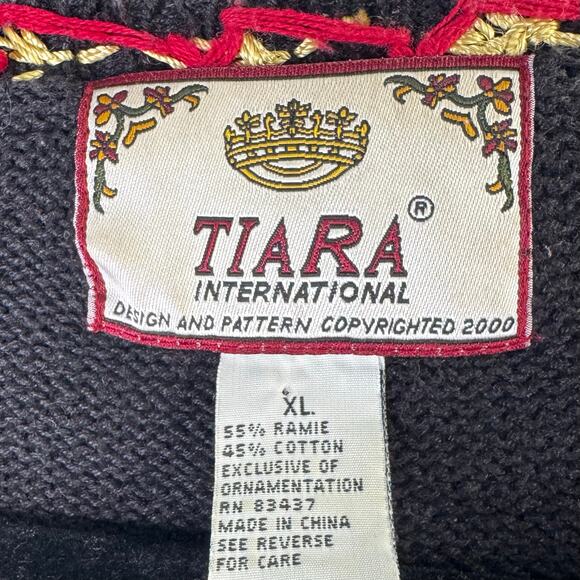 TIARA ®
INTERNATIONAL
DESIGN AND PATTERN COPYRIGHTED 2000
XL.
55% RAMIE
45% COTTON
EXCLUSIVE OF
ORNAMENTATION
RN 83437
MADE IN CHINA
SEE REVERSE
FOR CARE